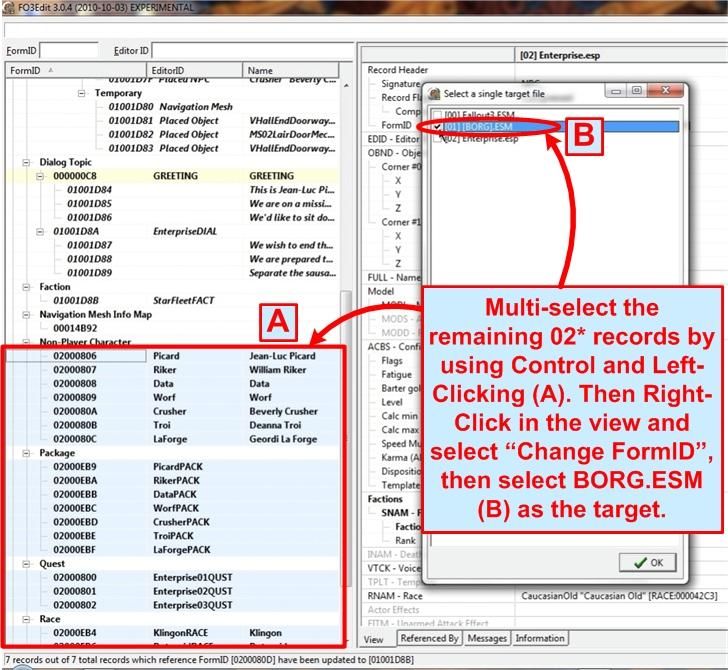 FO3Edit 3.0.4 (2010-10-03) EXPERIMENTAL
FormID
Editor ID
FormID EditorID Name
01001D7F Placed NPC Crusher "Beverly C...
Temporary
01001D80 Navigation Mesh
01001D81 Placed Object VHallEndDoorway...
01001D82 Placed Object MS02LairDoorMec...
01001D83 Placed Object VHallEndDoorway...
Dialog Topic
000000C8 GREETING GREETING
01001D84 This is Jean-Luc Pi...
01001D85 We are on a missi...
01001D86 We'd like to sit do...
01001D8A EnterpriseDIAL
01001D87 We wish to end th...
01001D88 We are prepared t...
01001D89 Separate the sausa...
Faction
01001D8B StarFleetFACT
Navigation Mesh Info Map
00014B92
Non-Player Character
02000806 Picard Jean-Luc Picard
02000807 Riker William Riker
02000808 Data Data
02000809 Worf Worf
0200080A Crusher Beverly Crusher
0200080B Troi Deanna Troi
0200080C LaForge Geordi La Forge
Package
02000EB9 PicardPACK
02000EBA RikerPACK
02000EBB DataPACK
02000EBC WorfPACK
02000EBD CrusherPACK
02000EBE TroiPACK
02000EBF LaForgePACK
Quest
02000800 Enterprise01QUST
02000801 Enterprise02QUST
02000802 Enterprise03QUST
Race
02000EB4 KlingonRACE Klingon
A
[02] Enterprise.esp
Record Header
Signature
Record Fla
Comp
FormID
EDID - Editor
OBND - Obje
Corner #0
X
Y
Z
Corner #1
X
Y
Z
FULL - Name
Model
MODL - M
MODS - A
MODD - F
ACBS - Confi
Flags
Fatigue
Barter gol
Level
Calc min
Calc max
Speed Mu
Karma (Al
Dispositio
Template
Factions
SNAM - F
Factio
Rank
INAM - Death
VTCK - Voice
TPLT - Temp
RNAM - Race CaucasianOld "Caucasian Old" [RACE:000042C3]
Actor Effects
EITM - Unarmed Attack Effect
View Referenced By Messages Information
Select a single target file
[00] Fallout3.ESM
[01] [BORG].ESM
[02] Enterprise.esp
B
OK
Multi-select the
remaining 02* records by
using Control and Left-
Clicking (A). Then Right-
Click in the view and
select “Change FormID”,
then select BORG.ESM
(B) as the target.
7 records out of 7 total records which reference FormID [0200080D] have been updated to [01001D8B]